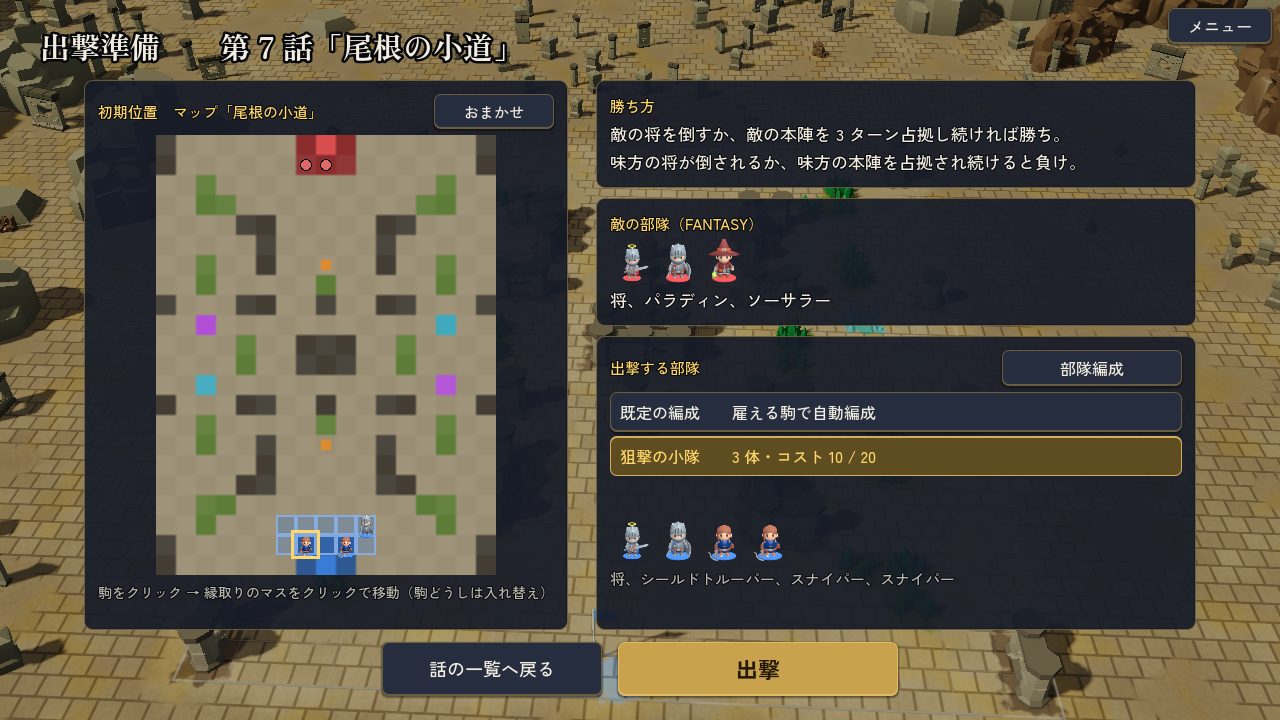 出撃準備　　第７話「尾根の小道」
メニュー
初期位置　マップ「尾根の小道」
おまかせ
駒をクリック → 縁取りのマスをクリックで移動（駒どうしは入れ替え）
勝ち方
敵の将を倒すか、敵の本陣を 3 ターン占拠し続ければ勝ち。
味方の将が倒されるか、味方の本陣を占拠され続けると負け。
敵の部隊（FANTASY）
将、パラディン、ソーサラー
出撃する部隊
部隊編成
既定の編成　　雇える駒で自動編成
狙撃の小隊　　3 体・コスト 10 / 20
将、シールドトルーパー、スナイパー、スナイパー
話の一覧へ戻る
出撃